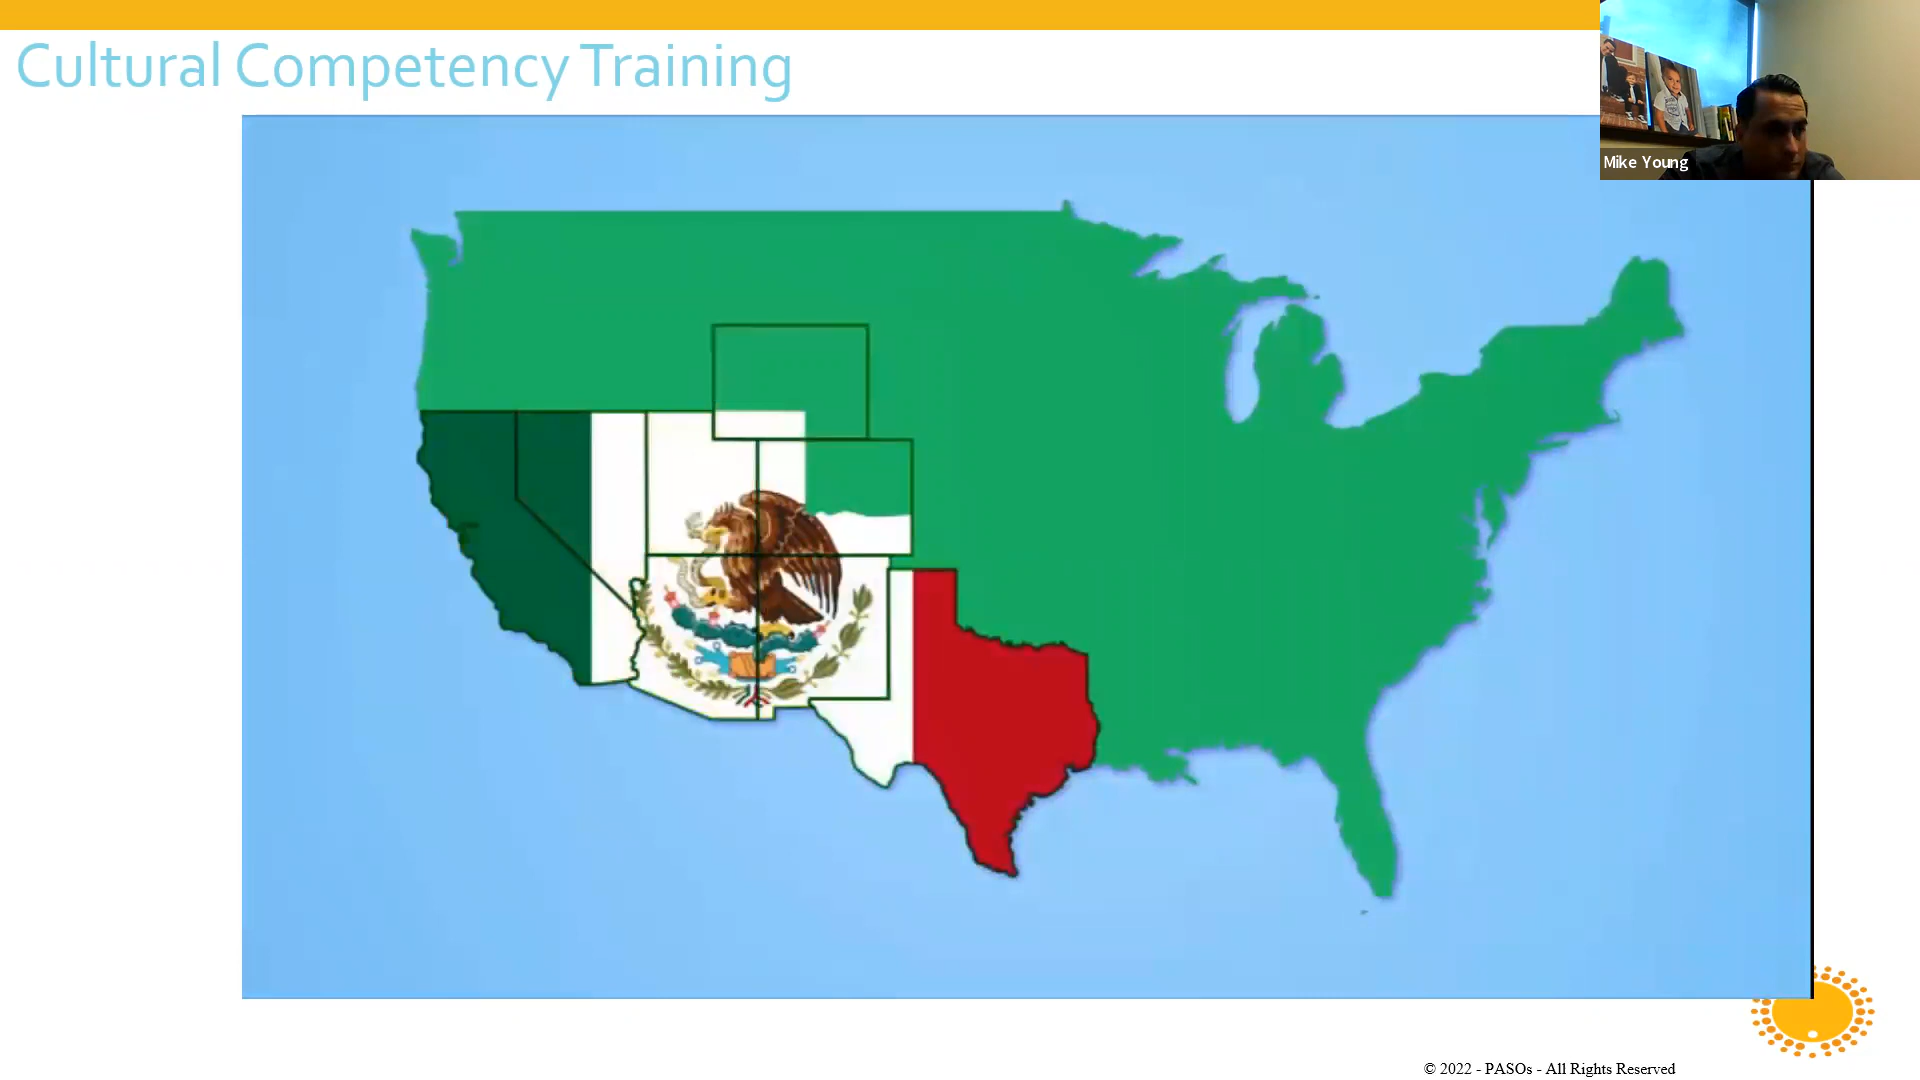 Cultural Competency Training
Mike Young
© 2022 - PASOs - All Rights Reserved